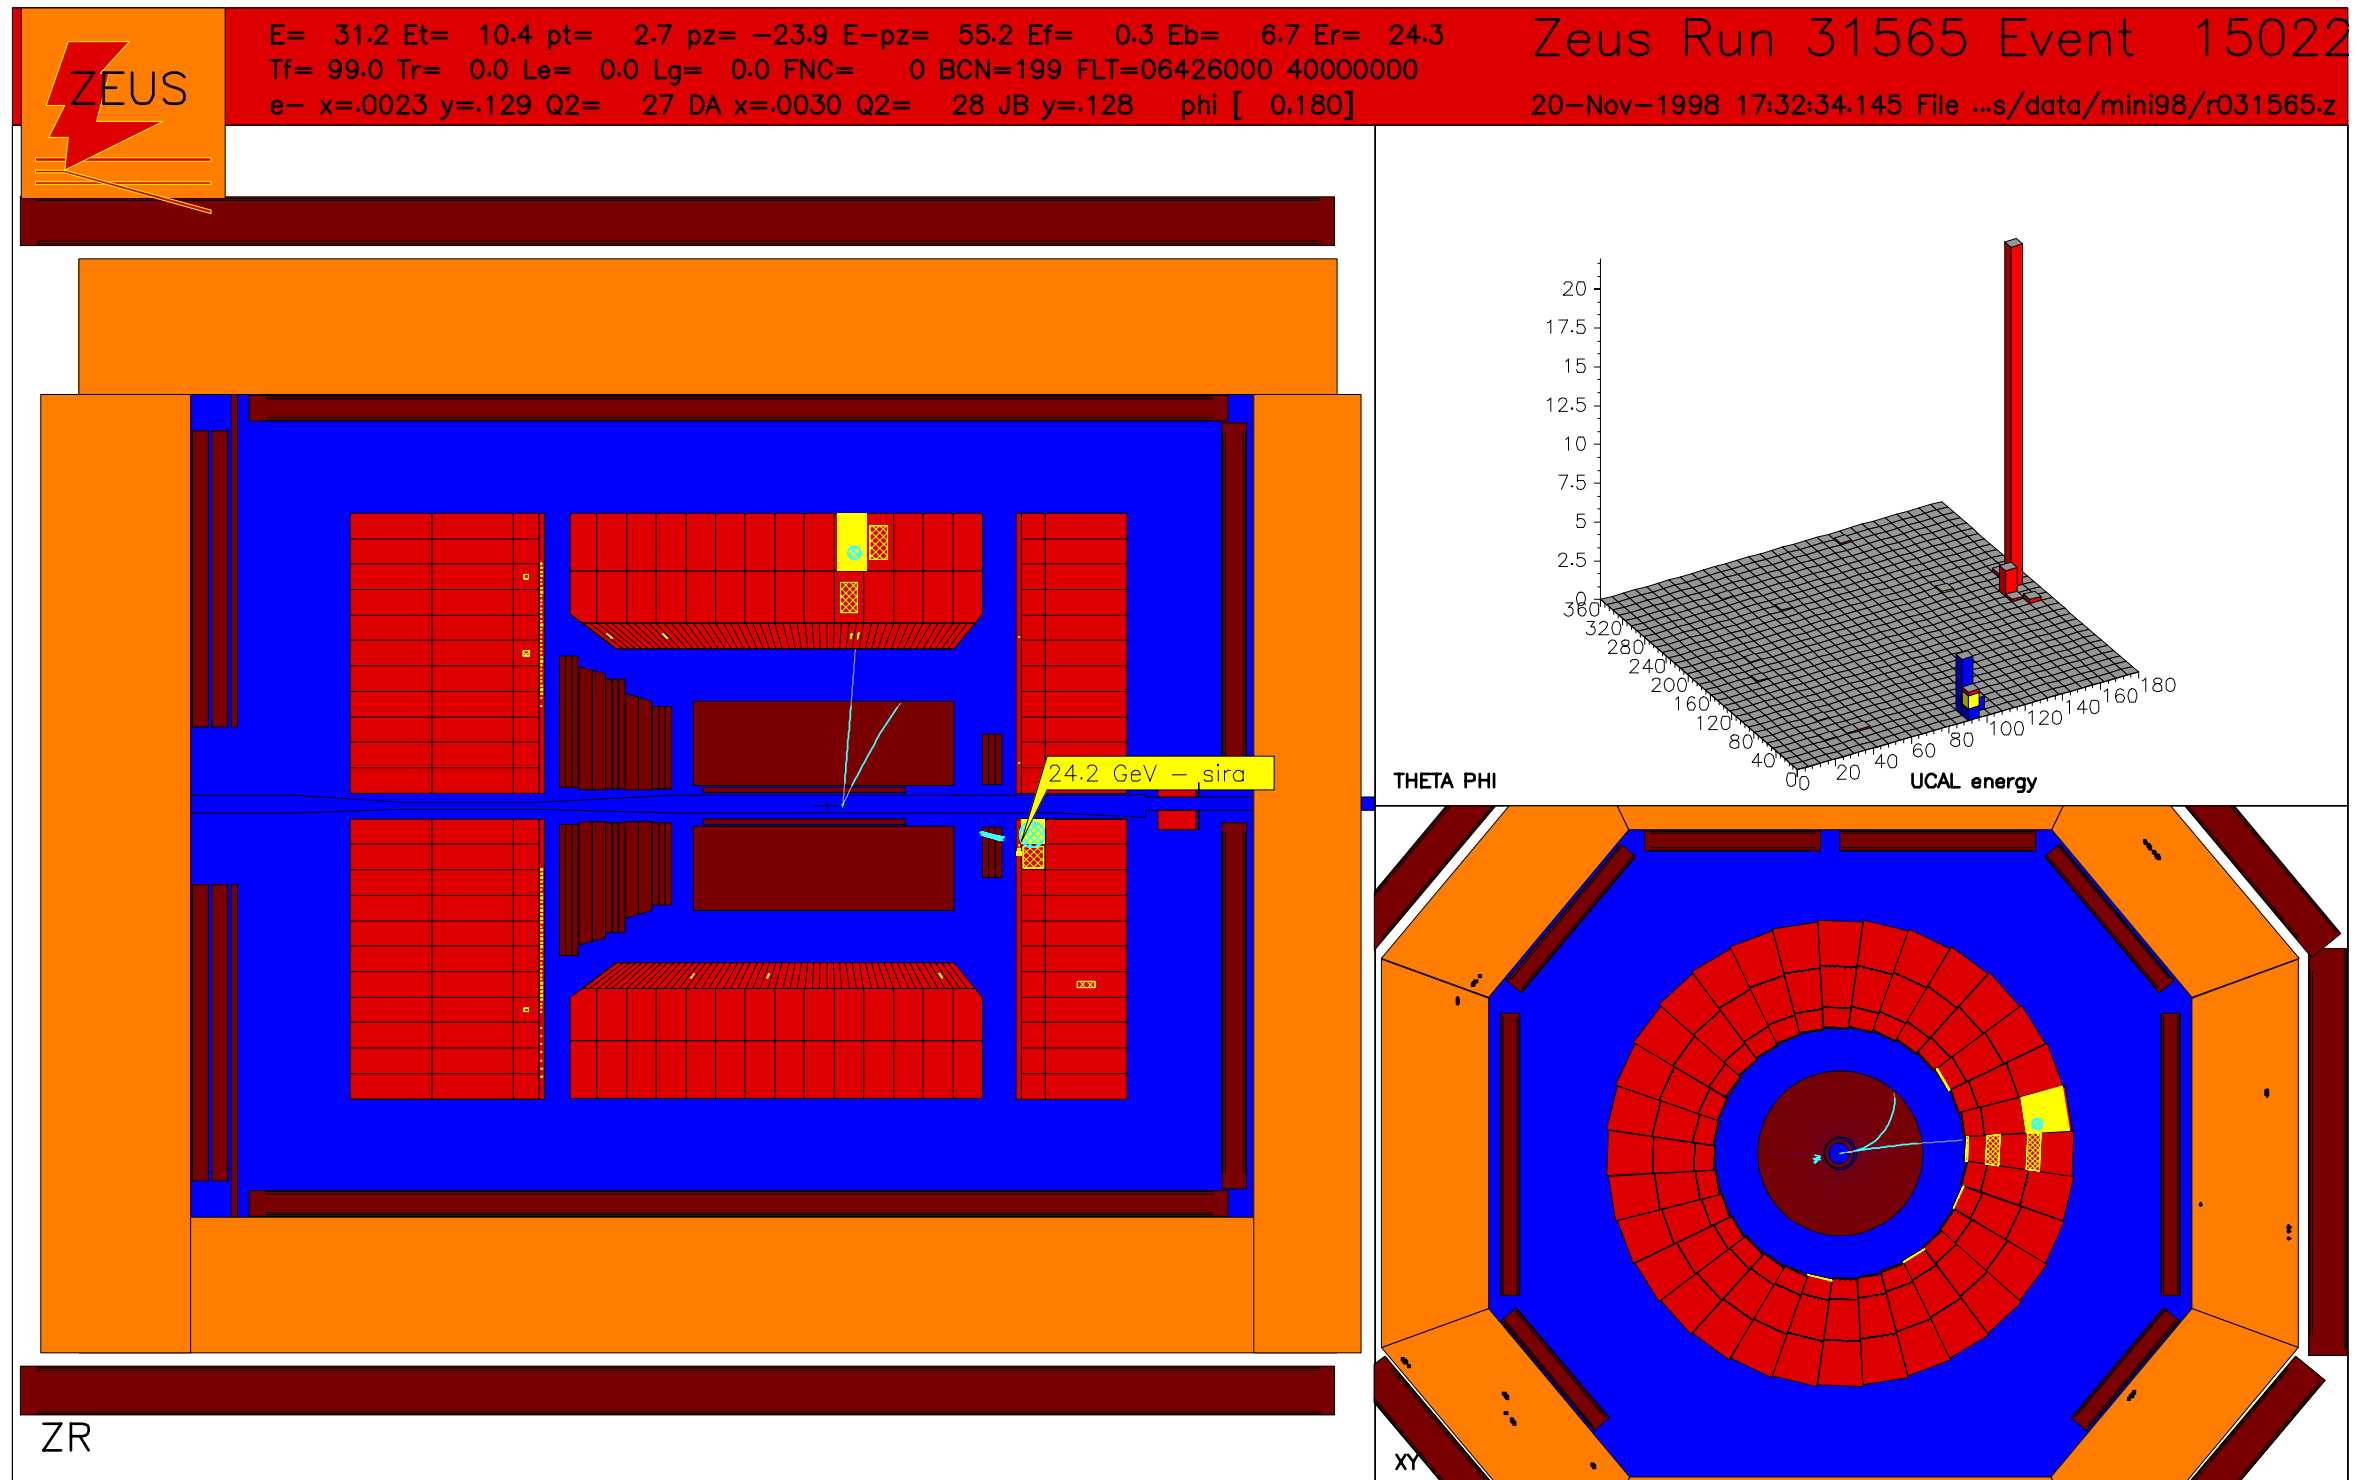 E= 31.2 Et= 10.4 pt= 2.7 pz= -23.9 E-pz= 55.2 Ef= 0.3 Eb= 6.7 Er= 24.3
Tf= 99.0 Tr= 0.0 Le= 0.0 Lg= 0.0 FNC= 0 BCN=199 FLT=06426000 40000000
e- x=.0023 y=.129 Q2= 27 DA x=.0030 Q2= 28 JB y=.128 phi [ 0.180]
Zeus Run 31565 Event 15022
20-Nov-1998 17:32:34.145 File ...s/data/mini98/r031565.z
ZEUS
24.2 GeV - sira
ZR
20
17.5
15
12.5
10
7.5
5
2.5
0
360
320
280
240
200
160
120
80
40
0
0 20 40 60 80 100 120 140 160 180
THETA PHI
UCAL energy
XY